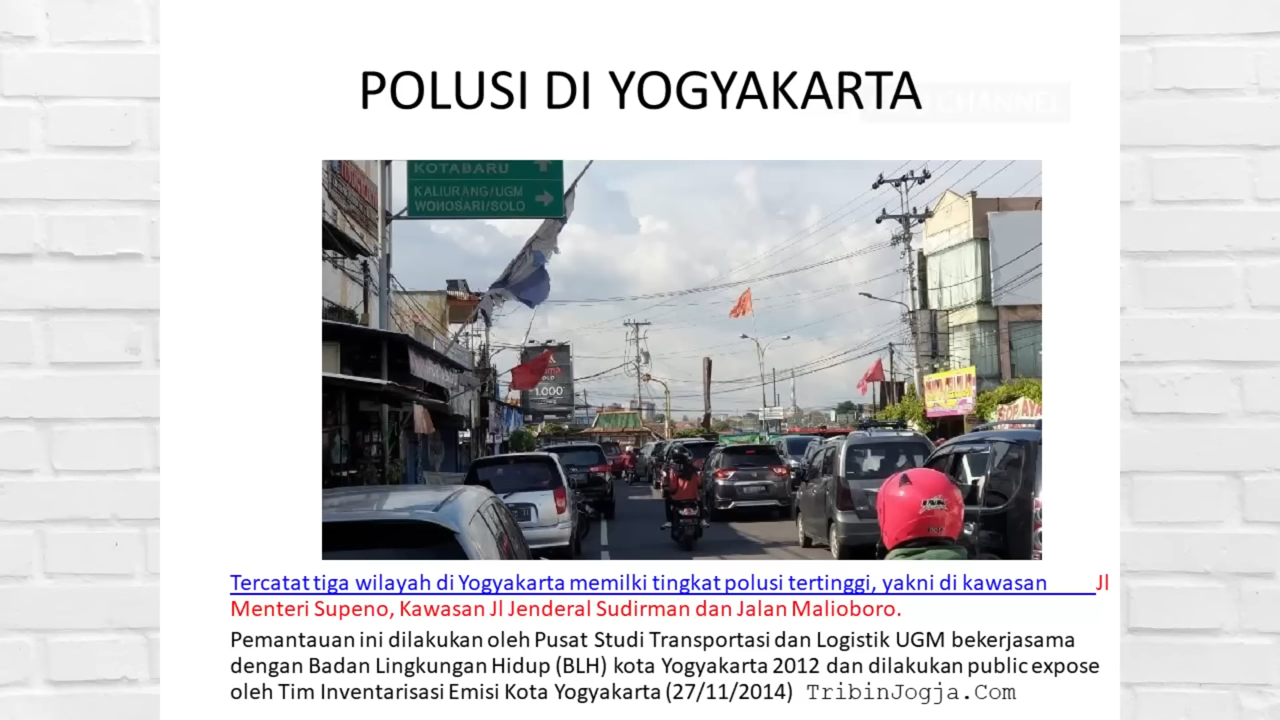 POLUSI DI YOGYAKARTA
CHANNEL
KOTABARU
KALIURANG/UGM
WONOSARI/SOLO
1.000
Tercatat tiga wilayah di Yogyakarta memilki tingkat polusi tertinggi, yakni di kawasan Jl
Menteri Supeno, Kawasan Jl Jenderal Sudirman dan Jalan Malioboro.
Pemantauan ini dilakukan oleh Pusat Studi Transportasi dan Logistik UGM bekerjasama
dengan Badan Lingkungan Hidup (BLH) kota Yogyakarta 2012 dan dilakukan public expose
oleh Tim Inventarisasi Emisi Kota Yogyakarta (27/11/2014) TribinJogja.Com